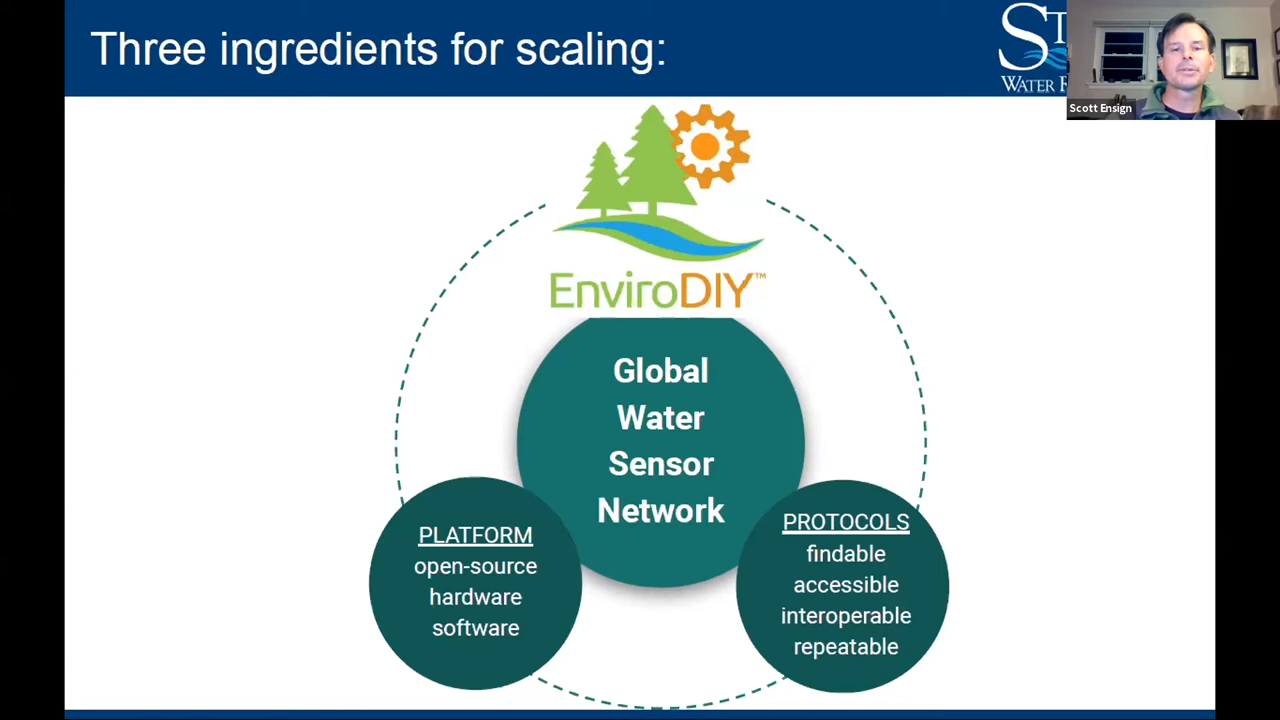 Three ingredients for scaling:
Scott Ensign
EnviroDIY™
Global
Water
Sensor
Network
PLATFORM
open-source
hardware
software
PROTOCOLS
findable
accessible
interoperable
repeatable